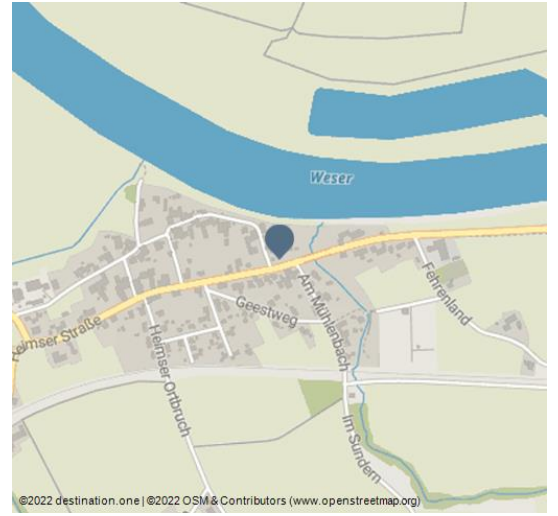 Weser
Fehrenland
Am Mühlenbach
Geestweg
Heimser Straße
Heimser Ortbruch
Im Sundern
©2022 destination.one | ©2022 OSM & Contributors (www.openstreetmap.org)